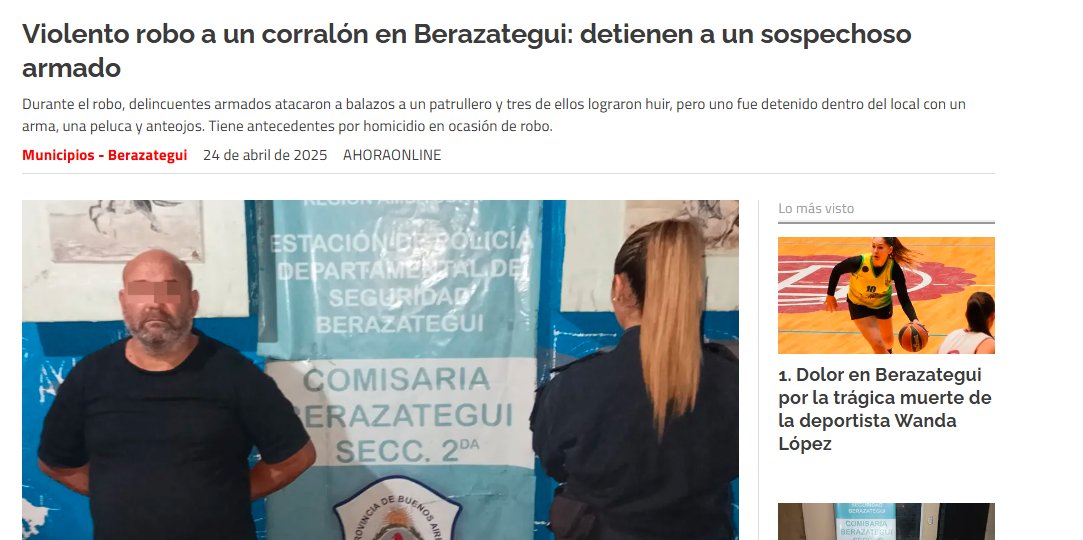 Violento robo a un corralón en Berazategui: detienen a un sospechoso
armado
Durante el robo, delincuentes armados atacaron a balazos a un patrullero y tres de ellos lograron huir, pero uno fue detenido dentro del local con un
arma, una peluca y anteojos. Tiene antecedentes por homicidio en ocasión de robo.
Municipios - Berazategui 24 de abril de 2025 AHORAONLINE
ESTACIÓN DE POLICÍA
DEPARTAMENTAL DE
SEGURIDAD
BERAZATEGUI
COMISARIA
BERAZATEGUI
SECC. 2DA
PROVINCIA DE BUENOS AIRE
Lo más visto
10
1. Dolor en Berazategui
por la trágica muerte de
la deportista Wanda
López
BERAZATEGUI
COMISARIA
BERAZATEGUI